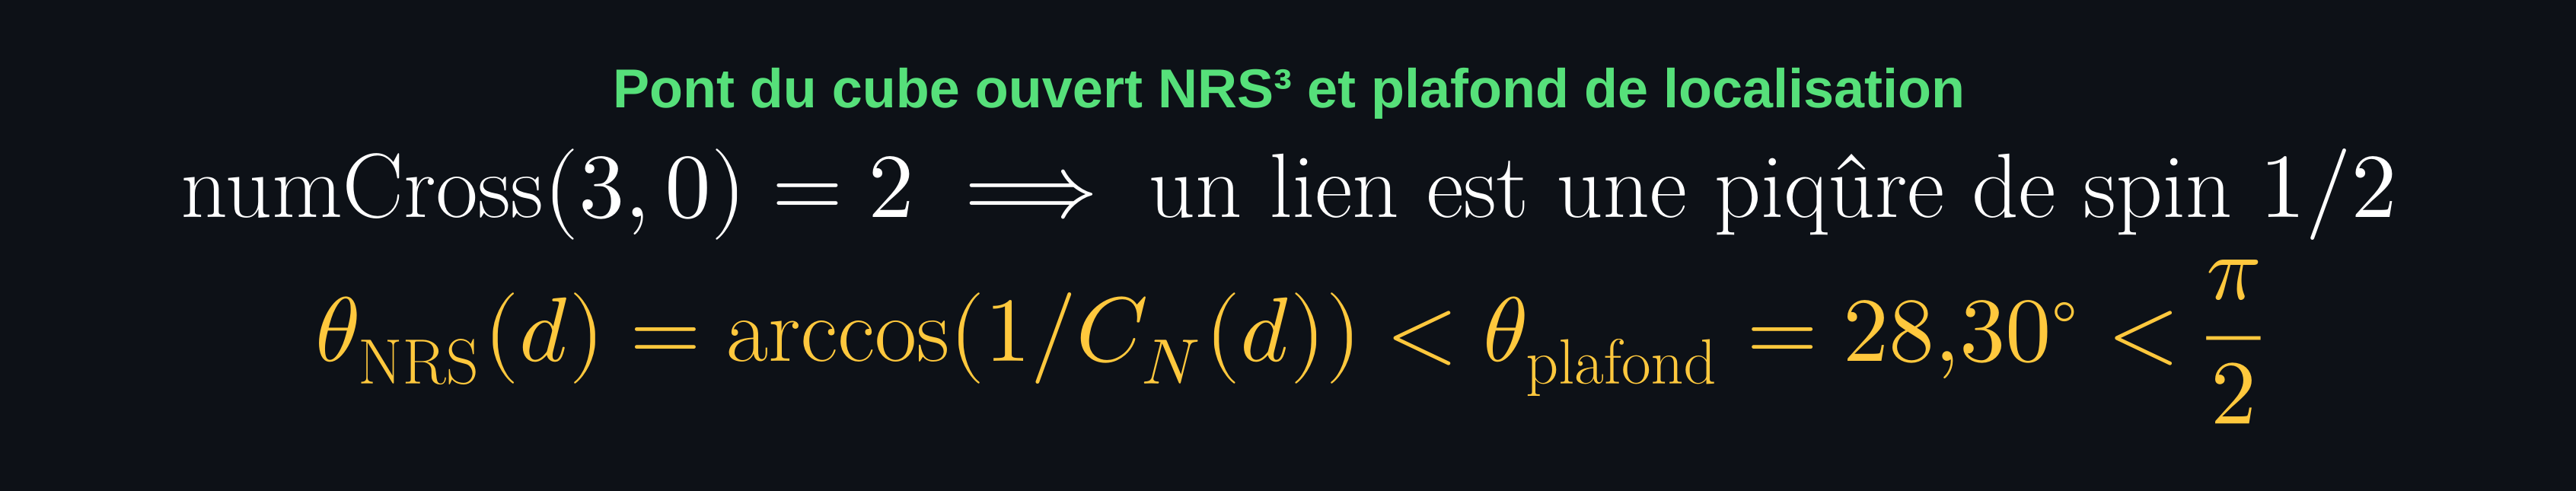 Pont du cube ouvert NRS³ et plafond de localisation
numCross(3, 0) = 2 ⟹ un lien est une piqûre de spin 1/2
θ_NRS(d) = arccos(1/C_N(d)) < θ_plafond = 28,30° < π/2